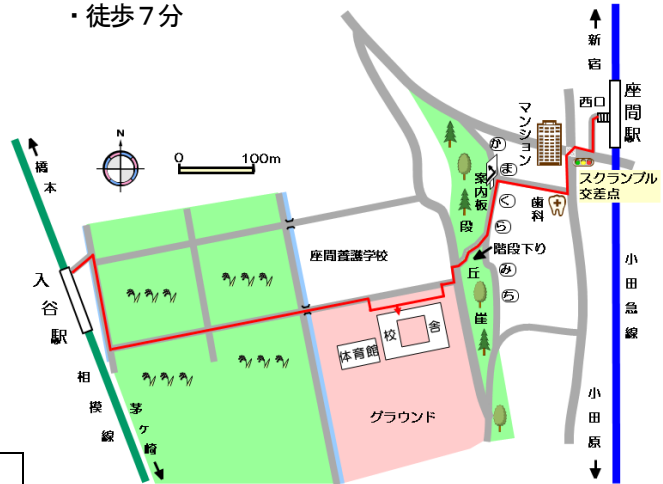 ・徒歩７分
新宿
座間駅
西口
スクランブル
交差点
マンション
歯科
かまくらみち
案内板
階段下り
段丘崖
小田急線
小田原
N
0 100m
橋本
入谷駅
相模線
茅ヶ崎
座間養護学校
校舎
体育館
グラウンド